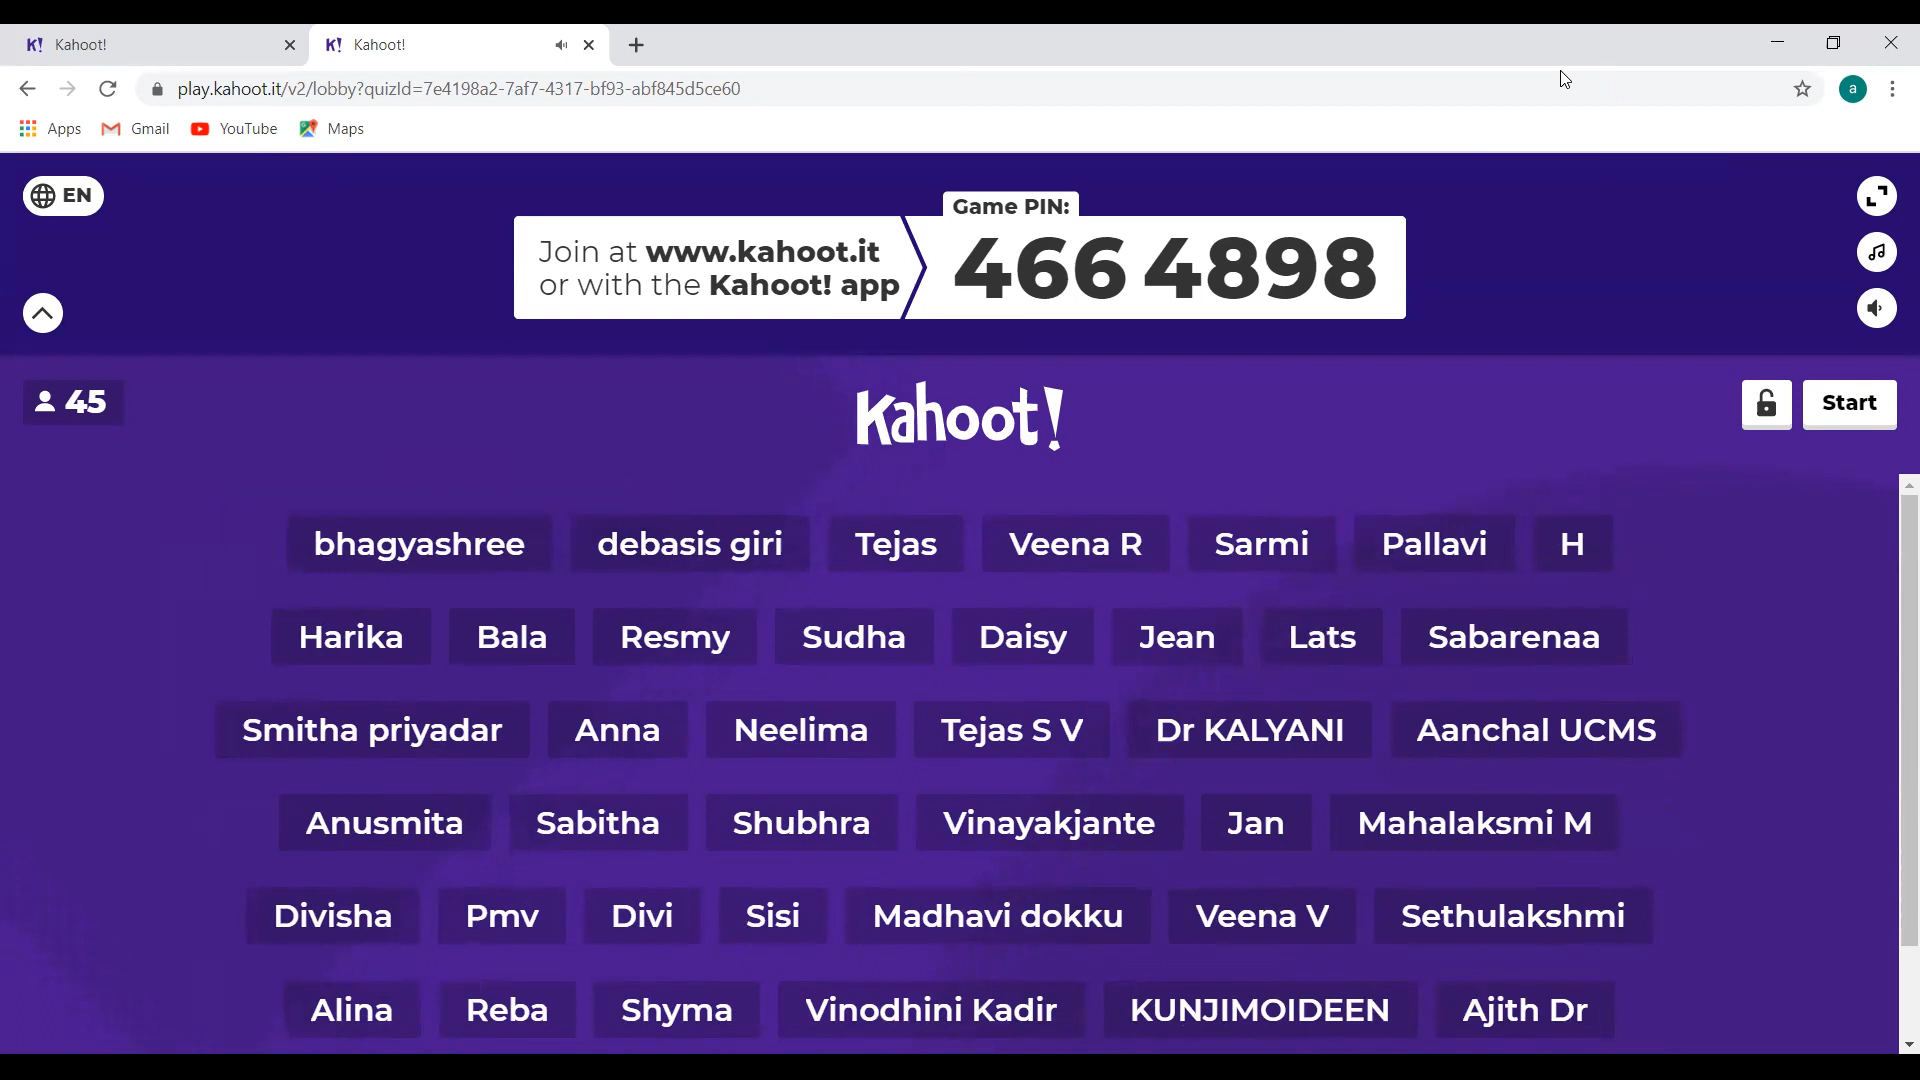 Kahoot! Kahoot!
play.kahoot.it/v2/lobby?quizId=7e4198a2-7af7-4317-bf93-abf845d5ce60 a
Apps Gmail YouTube Maps
EN
Game PIN:
Join at www.kahoot.it
or with the Kahoot! app
466 4898
45 Kahoot! Start
bhagyashree debasis giri Tejas Veena R Sarmi Pallavi H
Harika Bala Resmy Sudha Daisy Jean Lats Sabarenaa
Smitha priyadar Anna Neelima Tejas S V Dr KALYANI Aanchal UCMS
Anusmita Sabitha Shubhra Vinayakjante Jan Mahalaksmi M
Divisha Pmv Divi Sisi Madhavi dokku Veena V Sethulakshmi
Alina Reba Shyma Vinodhini Kadir KUNJIMOIDEEN Ajith Dr